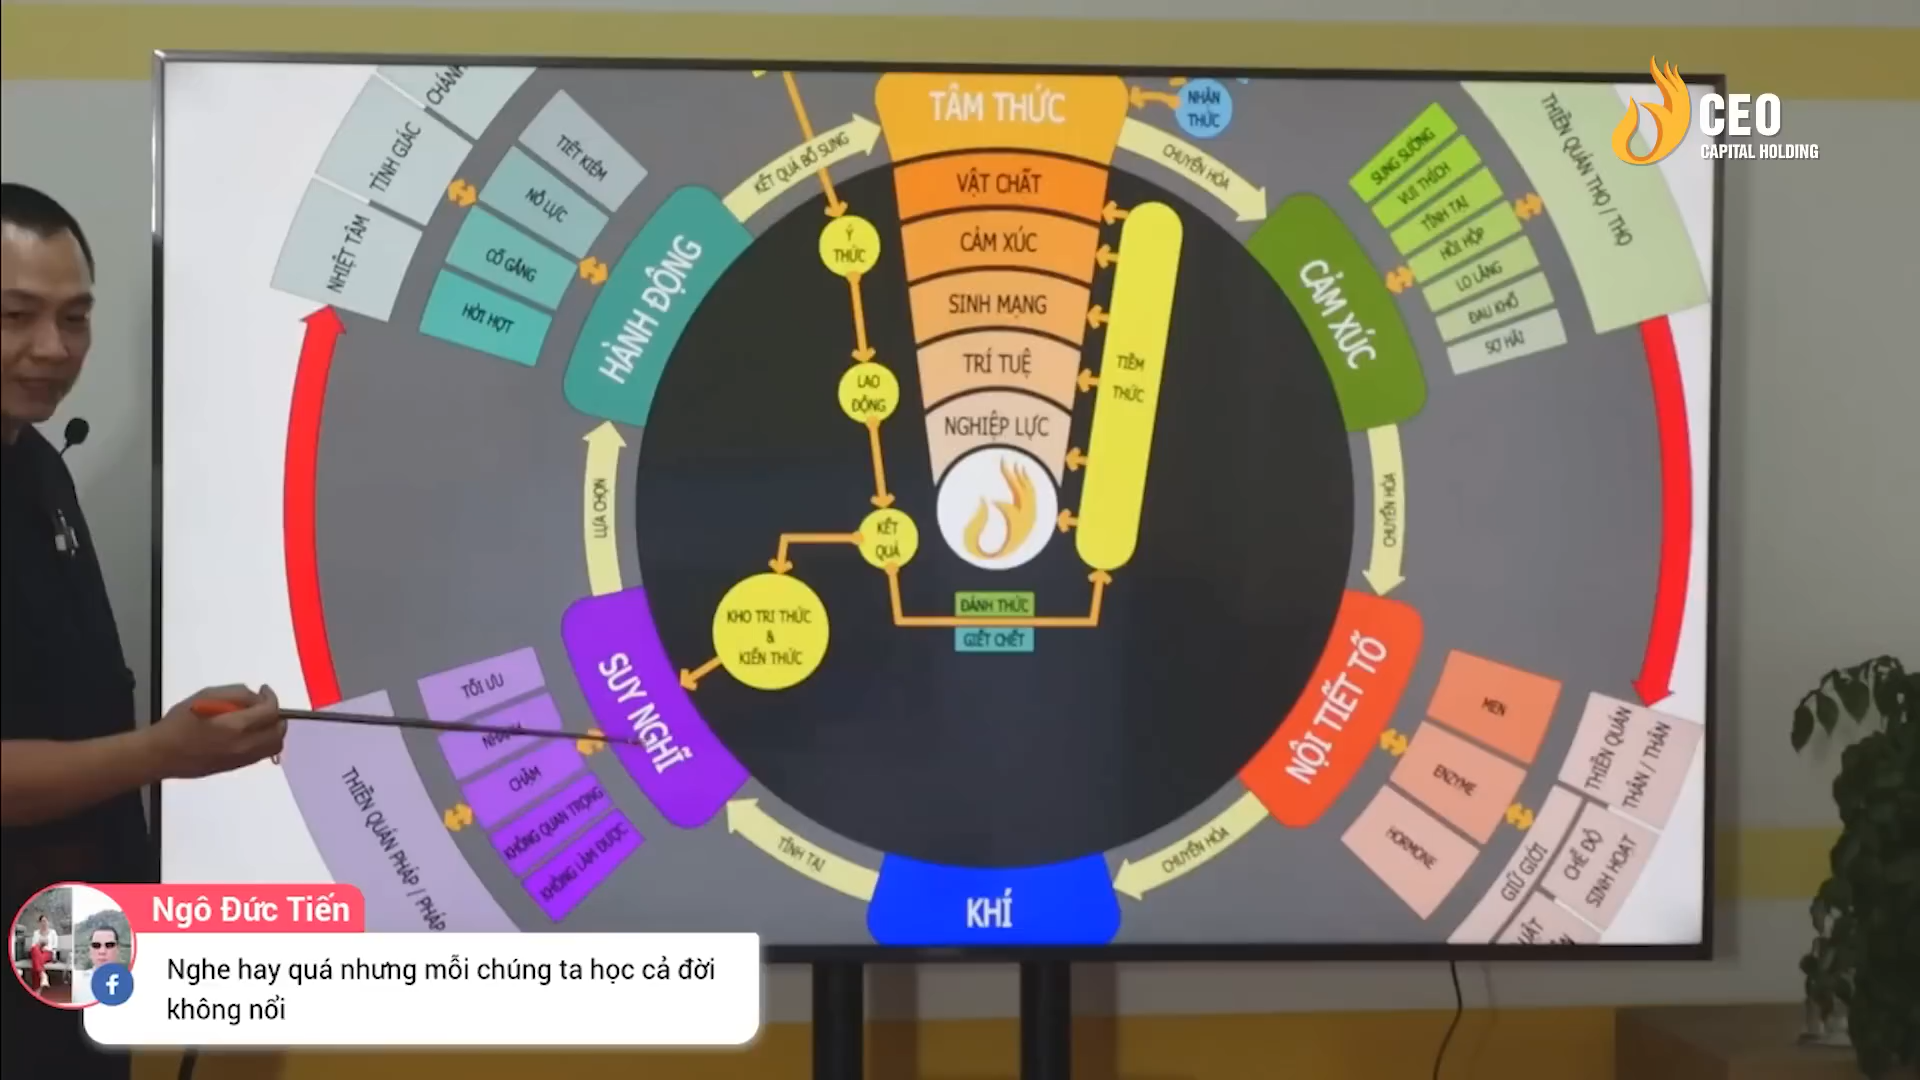 CEO
CAPITAL HOLDING
TÂM THỨC
VẬT CHẤT
CẢM XÚC
SINH MẠNG
TRÍ TUỆ
NGHIỆP LỰC
NHÂN
THỨC
CHUYỂN HÓA
CẢM XÚC
SUNG SƯỚNG
VUI THÍCH
TĨNH TẠI
HỒI HỘP
LO LẮNG
ĐAU KHỔ
SỢ HÃI
THIỀN QUÁN THỌ / THỌ
CHUYỂN HÓA
NỘI TIẾT TỐ
MEN
ENZYME
HORMONE
THIỀN QUÁN
THÂN / THÂN
GIỮ GIỚI
CHẾ ĐỘ
SINH HOẠT
CHUYỂN HÓA
KHÍ
TĨNH TẠI
SUY NGHĨ
TỐI ƯU
CHẬM
KHÔNG QUAN TRỌNG
KHÔNG LÀM ĐƯỢC
THIỀN QUÁN PHÁP / PHÁP
LỰA CHỌN
HÀNH ĐỘNG
TIẾT KIỆM
NỖ LỰC
CỐ GẮNG
HỜI HỢT
CHÁNH
TỈNH GIÁC
NHIỆT TÂM
KẾT QUẢ BỔ SUNG
Ý
THỨC
LAO
ĐỘNG
KẾT
QUẢ
KHO TRI THỨC
&
KIẾN THỨC
ĐÁNH THỨC
GIẾT CHẾT
TIỀM
THỨC
Ngô Đức Tiến
Nghe hay quá nhưng mỗi chúng ta học cả đời
không nổi